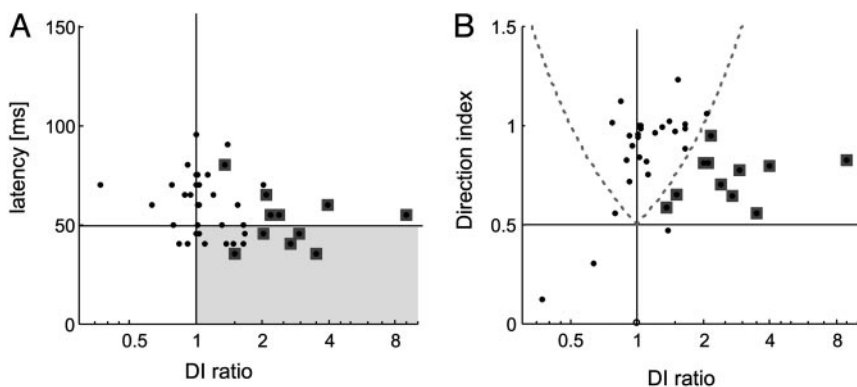 A
B
latency [ms]
150
100
50
0
0.5 1 2 4 8
DI ratio
Direction index
1.5
1
0.5
0
0.5 1 2 4 8
DI ratio